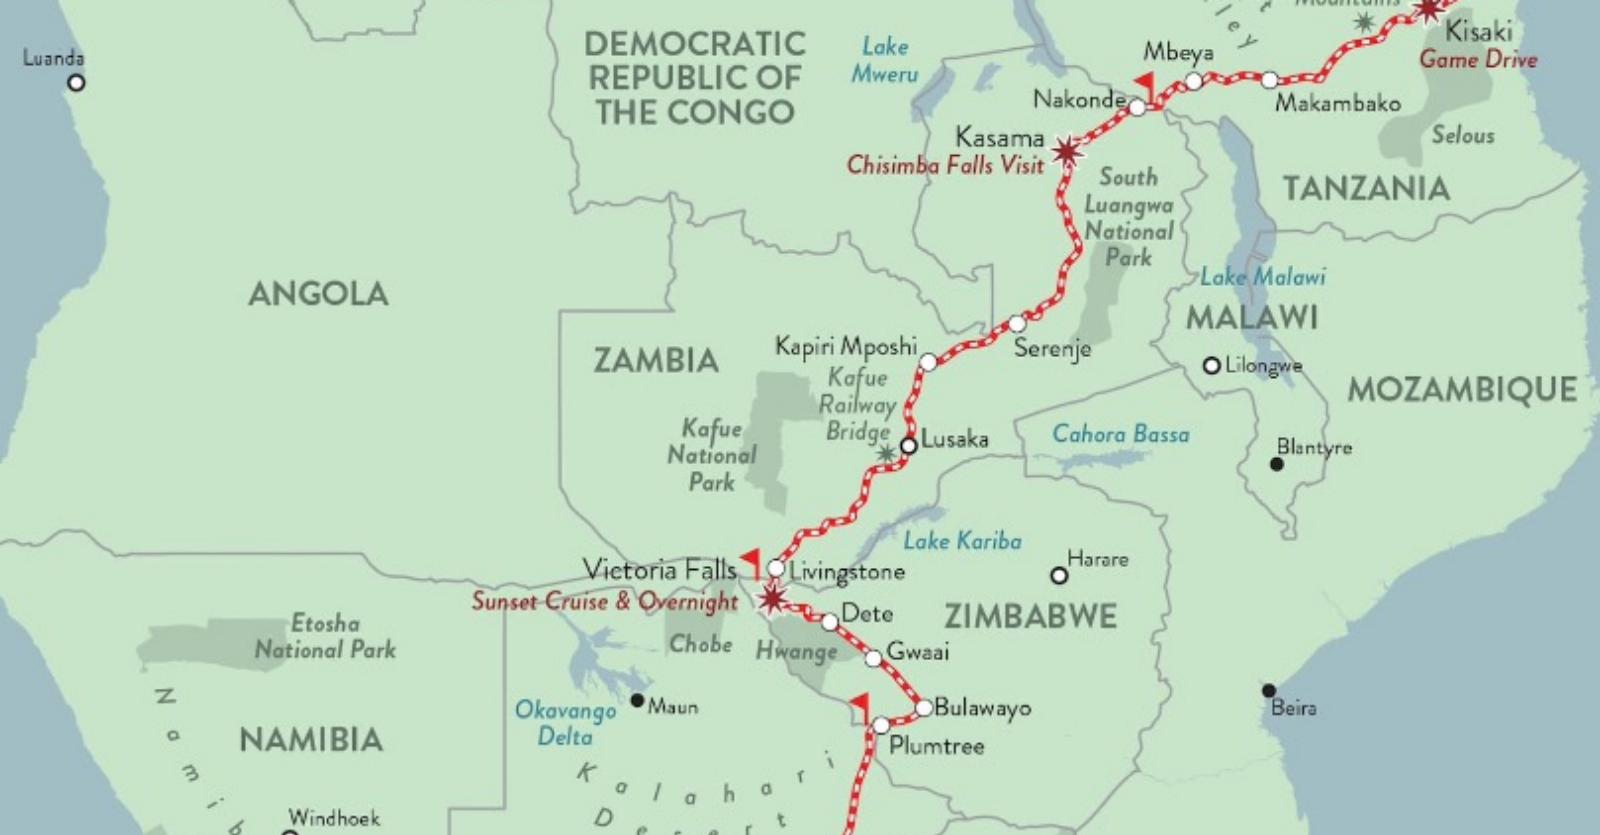 Mountains
Kisaki
Game Drive
Luanda
DEMOCRATIC
REPUBLIC OF
THE CONGO
Lake
Mweru
Mbeya
Nakonde
Makambako
Selous
Kasama
Chisimba Falls Visit
South
Luangwa
National
Park
TANZANIA
ANGOLA
Lake Malawi
MALAWI
ZAMBIA
Kapiri Mposhi
Serenje
Kafue
Railway
Bridge
Lilongwe
MOZAMBIQUE
Kafue
National
Park
Lusaka
Cahora Bassa
Blantyre
Lake Kariba
Harare
Victoria Falls
Livingstone
Sunset Cruise & Overnight
Dete
ZIMBABWE
Etosha
National Park
Chobe
Hwange
Gwaai
Okavango
Delta
Maun
Bulawayo
Beira
Plumtree
NAMIBIA
Namib
Kalahari
Desert
Windhoek